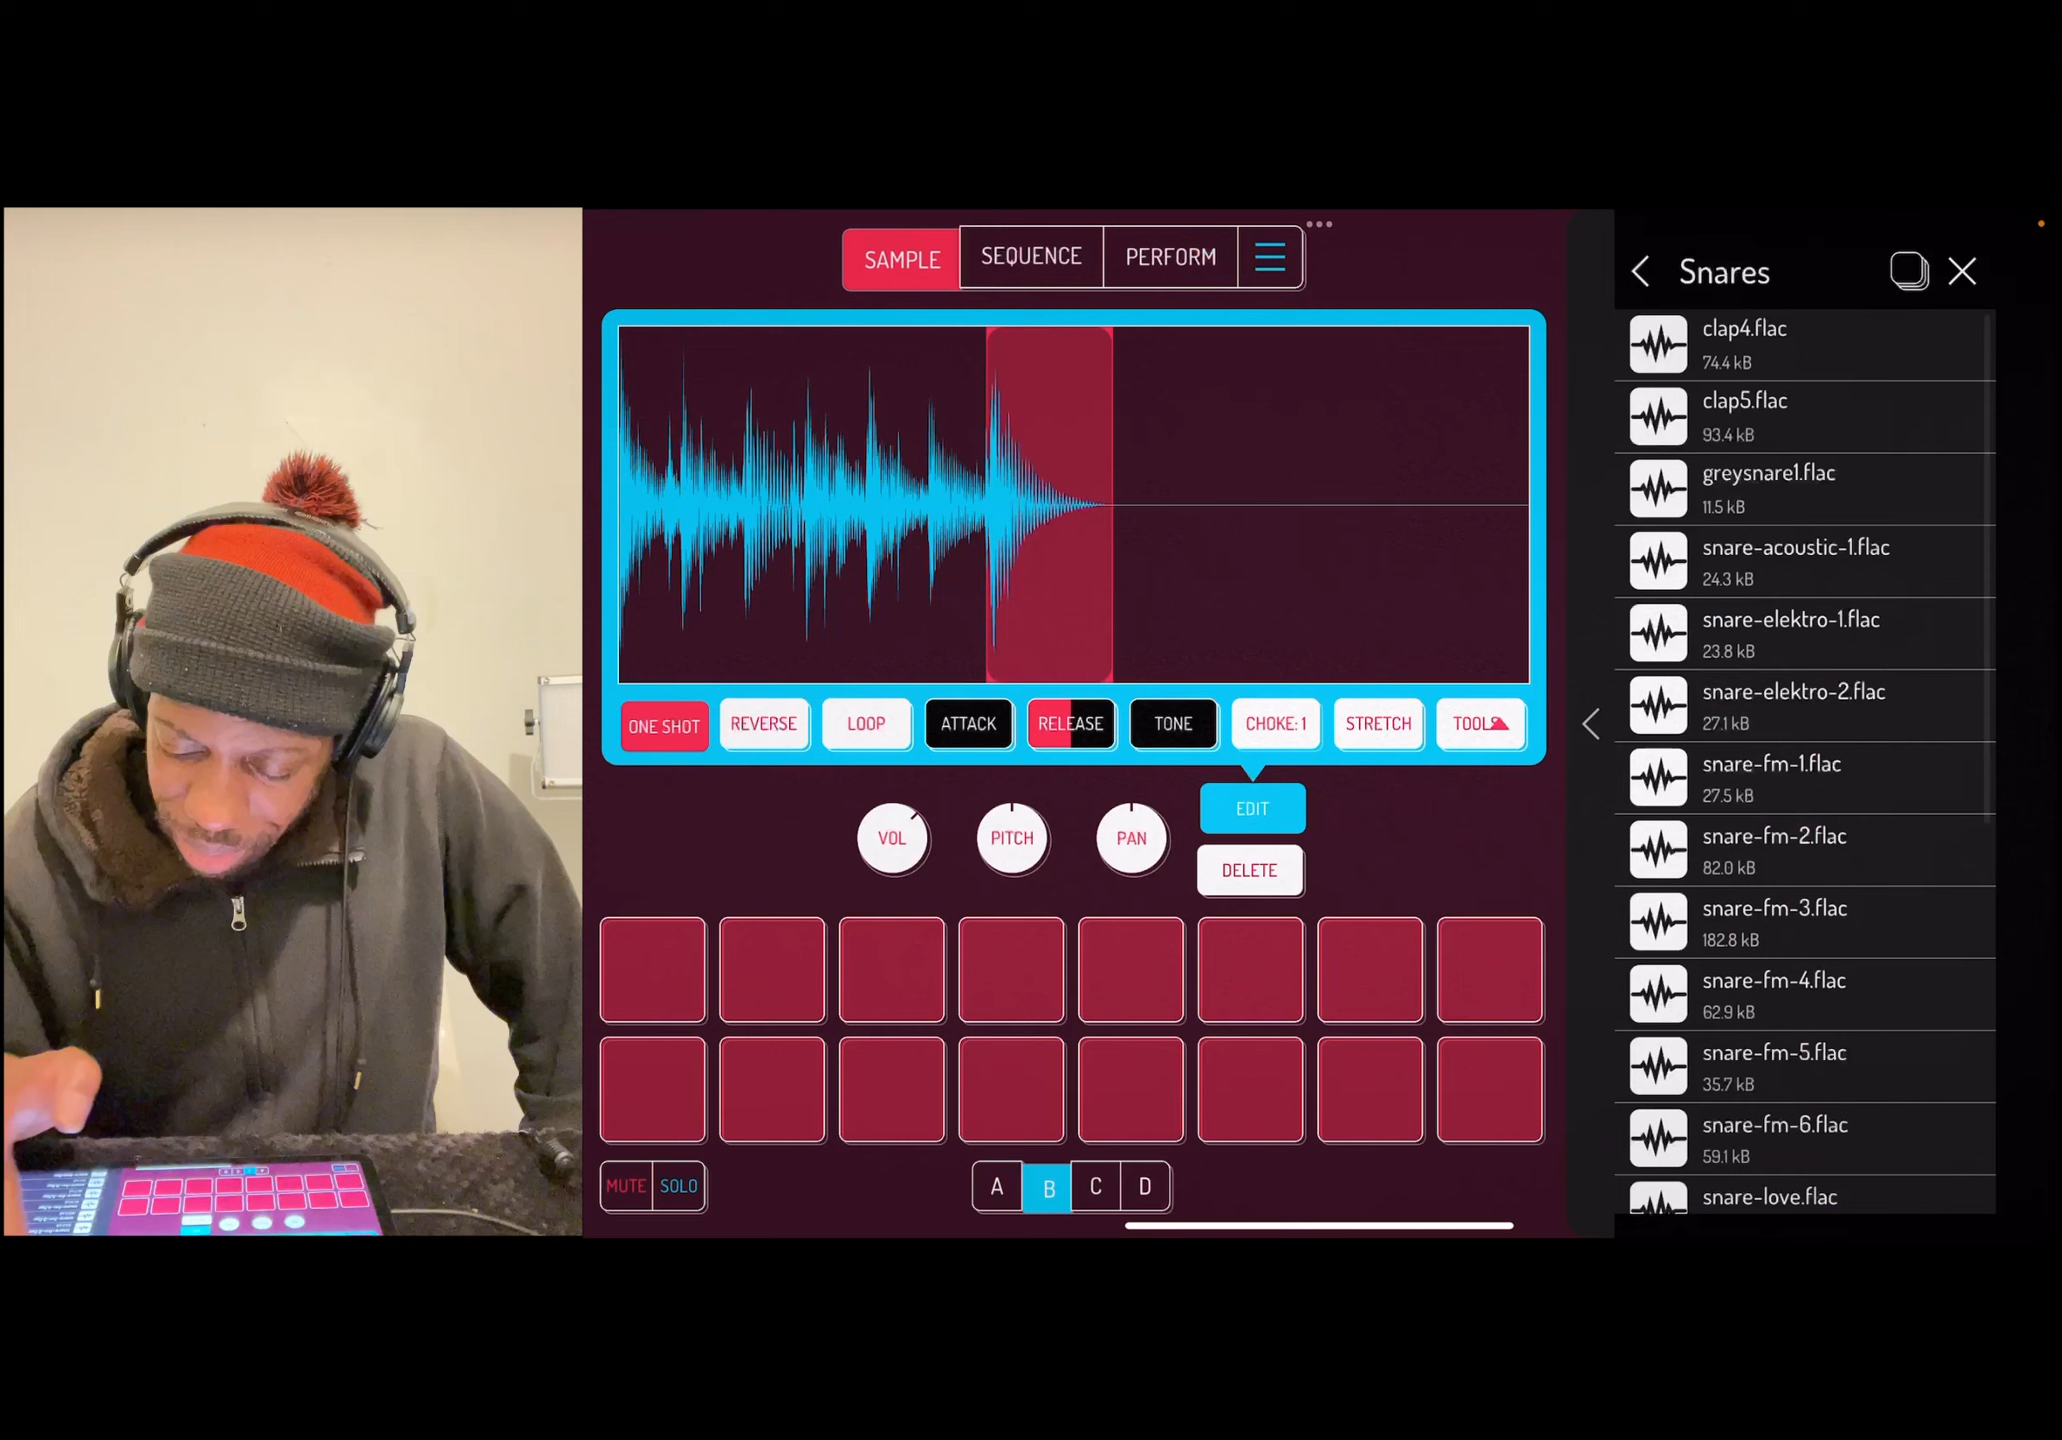 SAMPLE SEQUENCE PERFORM
ONE SHOT REVERSE LOOP ATTACK RELEASE TONE CHOKE: 1 STRETCH TOOLS
VOL PITCH PAN EDIT
DELETE
MUTE SOLO A B C D
Snares
clap4.flac
74.4 kB
clap5.flac
93.4 kB
greysnare1.flac
11.5 kB
snare-acoustic-1.flac
24.3 kB
snare-elektro-1.flac
23.8 kB
snare-elektro-2.flac
27.1 kB
snare-fm-1.flac
27.5 kB
snare-fm-2.flac
82.0 kB
snare-fm-3.flac
182.8 kB
snare-fm-4.flac
62.9 kB
snare-fm-5.flac
35.7 kB
snare-fm-6.flac
59.1 kB
snare-love.flac